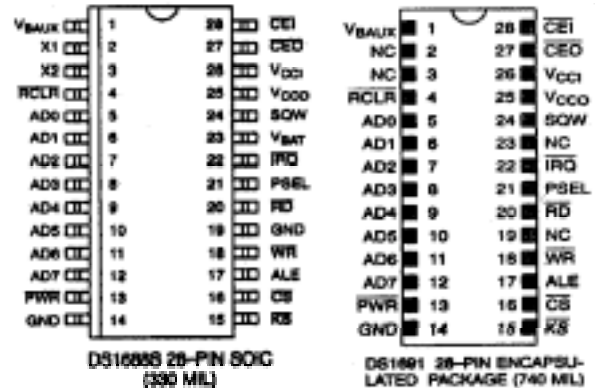 VBAUX 1 28 CEI
X1 2 27 CEO
X2 3 26 VCCI
RCLR 4 25 VCCO
AD0 5 24 SQW
AD1 6 23 VBAT
AD2 7 22 IRQ
AD3 8 21 PSEL
AD4 9 20 RD
AD5 10 19 GND
AD6 11 18 WR
AD7 12 17 ALE
PWR 13 16 CS
GND 14 15 KS
DS1688S 28-PIN SOIC
(330 MIL)
VBAUX 1 28 CEI
NC 2 27 CEO
NC 3 26 VCCI
RCLR 4 25 VCCO
AD0 5 24 SQW
AD1 6 23 NC
AD2 7 22 IRQ
AD3 8 21 PSEL
AD4 9 20 RD
AD5 10 19 NC
AD6 11 18 WR
AD7 12 17 ALE
PWR 13 16 CS
GND 14 15 KS
DS1691 28-PIN ENCAPSU-
LATED PACKAGE (740 MIL)